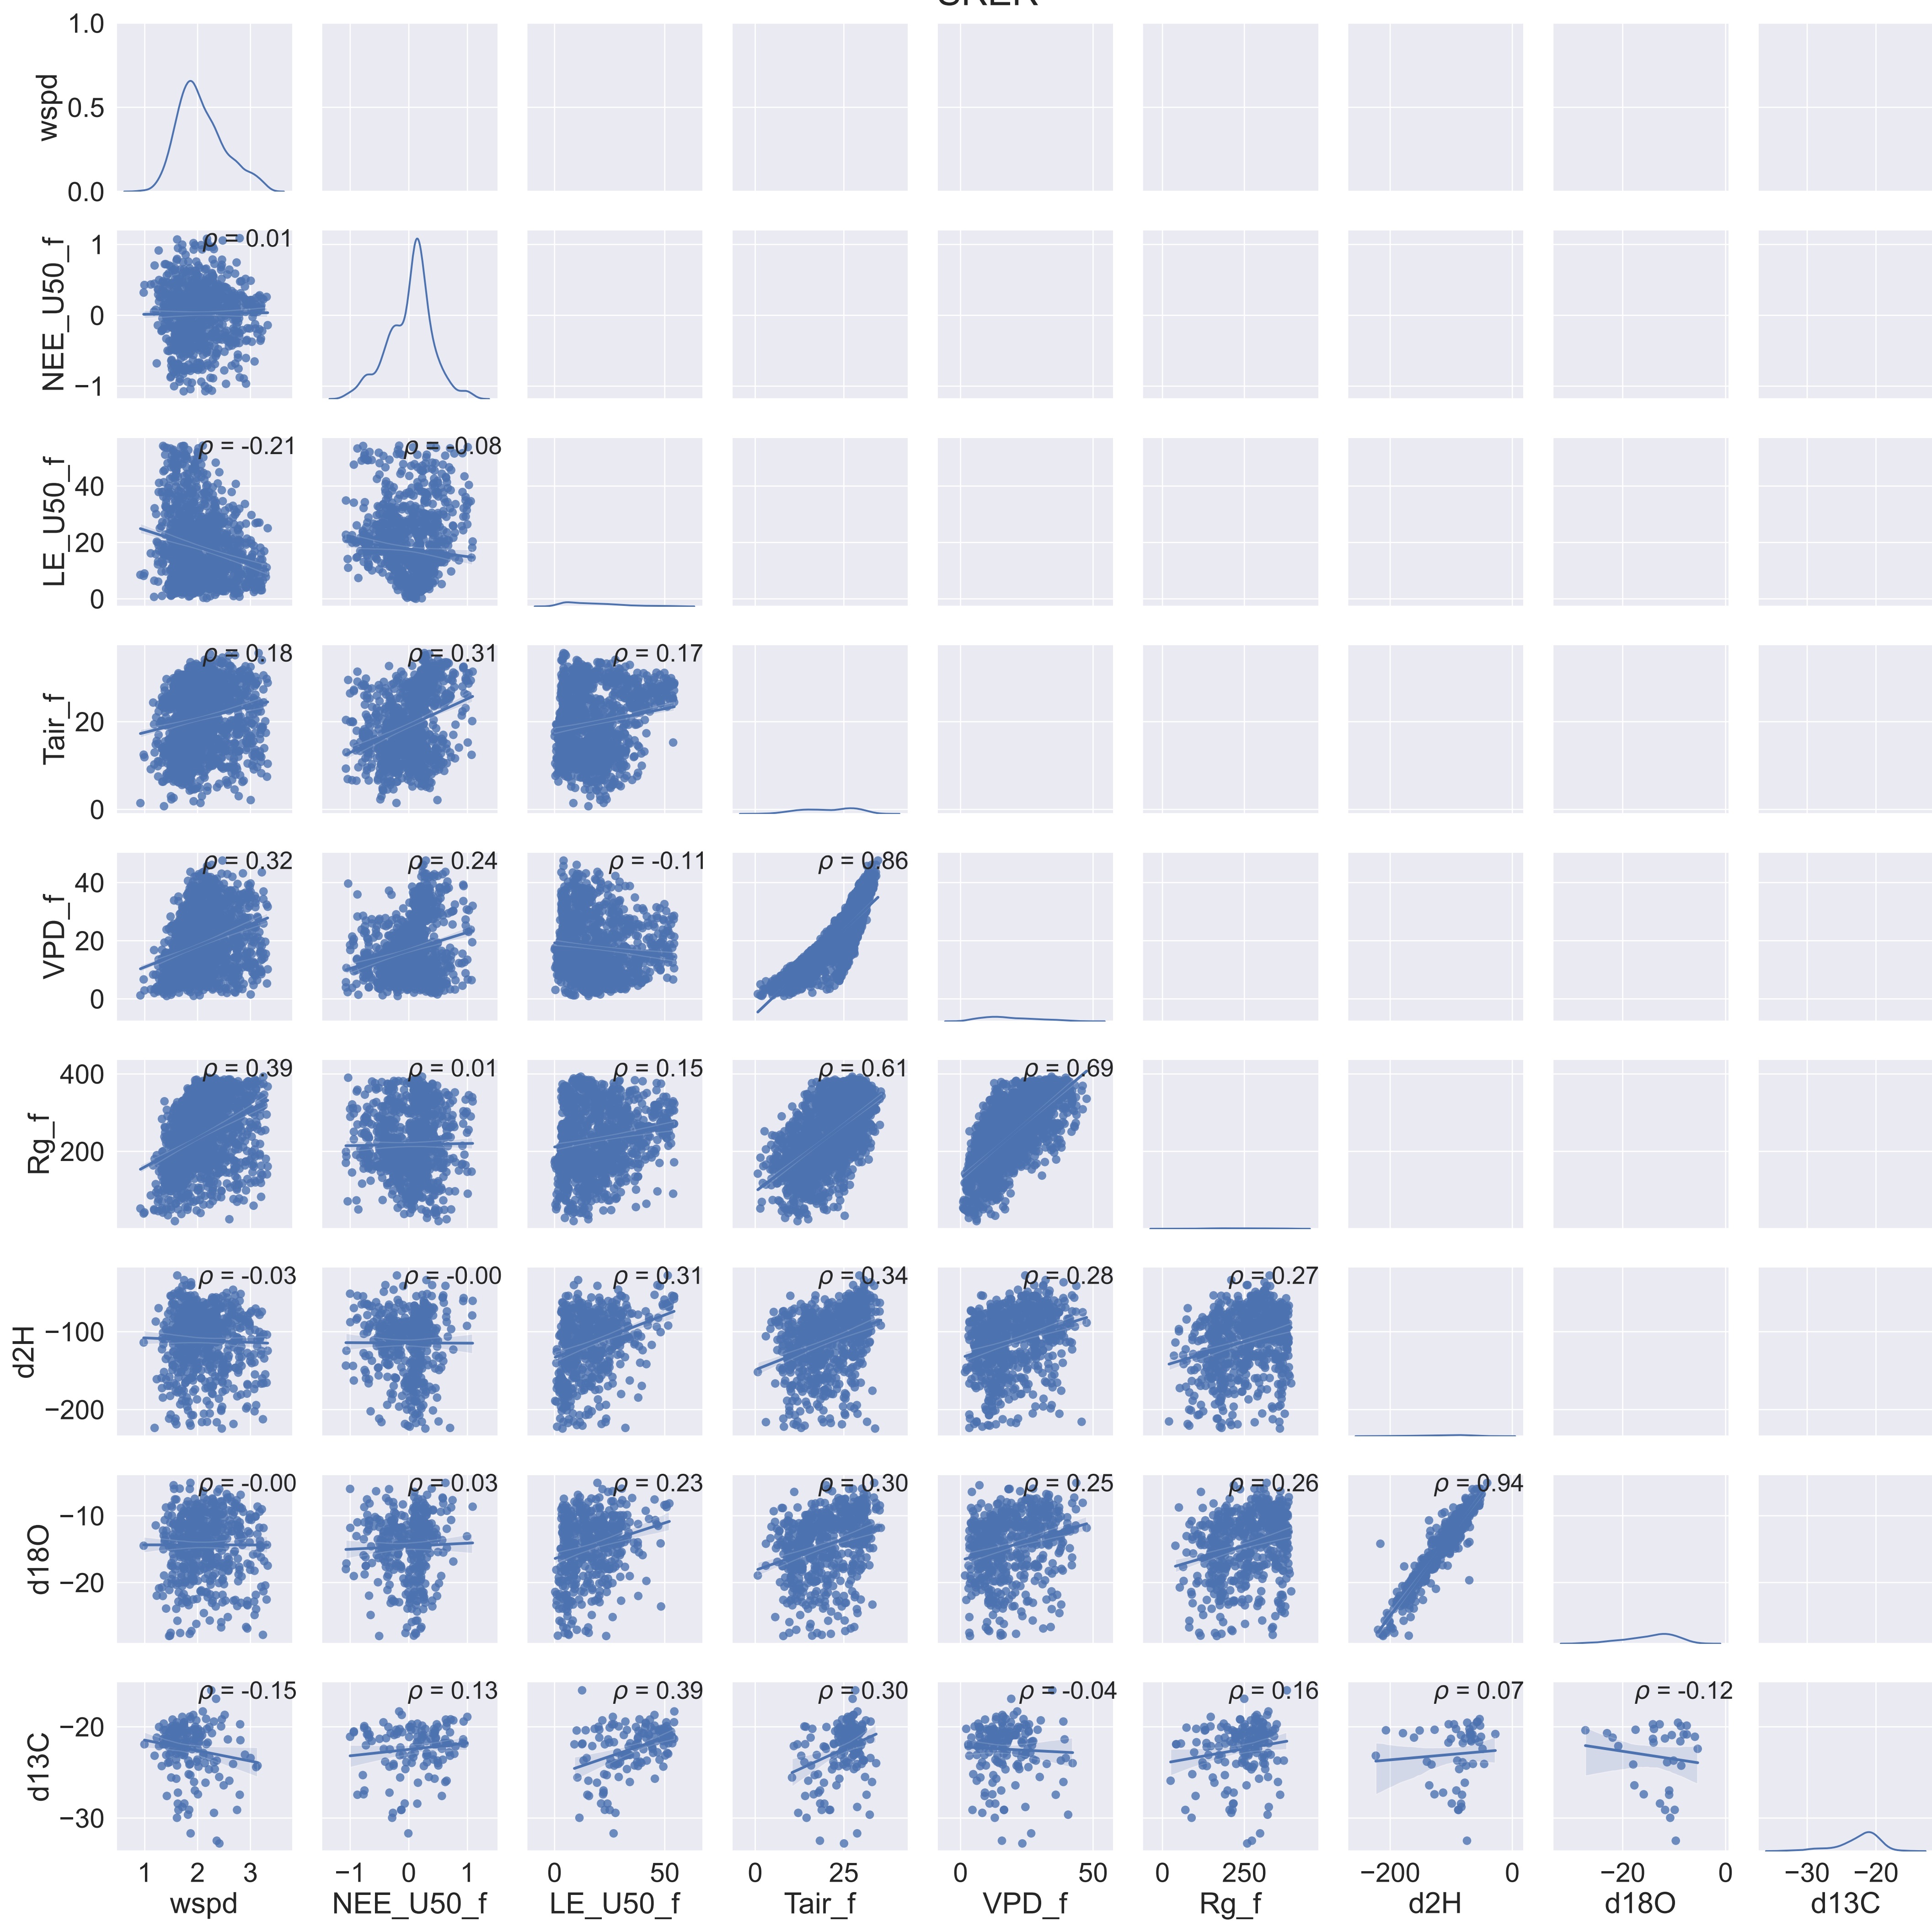 1.0
0.5
0.0
wspd
ρ = 0.01
1
0
−1
NEE_U50_f
ρ = -0.21
ρ = -0.08
40
20
0
LE_U50_f
ρ = 0.18
ρ = 0.31
ρ = 0.17
20
0
Tair_f
ρ = 0.32
ρ = 0.24
ρ = -0.11
ρ = 0.86
40
20
0
VPD_f
ρ = 0.39
ρ = 0.01
ρ = 0.15
ρ = 0.61
ρ = 0.69
400
200
Rg_f
ρ = -0.03
ρ = -0.00
ρ = 0.31
ρ = 0.34
ρ = 0.28
ρ = 0.27
−100
−200
d2H
ρ = -0.00
ρ = 0.03
ρ = 0.23
ρ = 0.30
ρ = 0.25
ρ = 0.26
ρ = 0.94
−10
−20
d18O
ρ = -0.15
ρ = 0.13
ρ = 0.39
ρ = 0.30
ρ = -0.04
ρ = 0.16
ρ = 0.07
ρ = -0.12
−20
−30
d13C
1 2 3
−1 0 1
0 50
0 25
0 50
0 250
−200 0
−20 0
−30 −20
wspd
NEE_U50_f
LE_U50_f
Tair_f
VPD_f
Rg_f
d2H
d18O
d13C